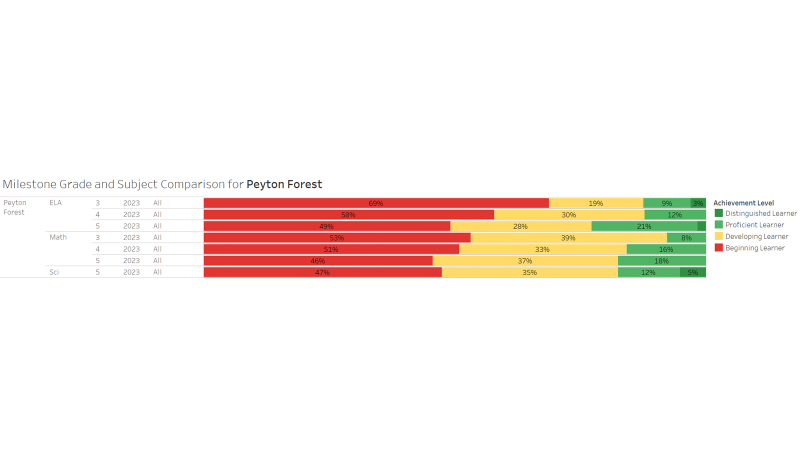 Milestone Grade and Subject Comparison for Peyton Forest
Peyton Forest ELA 3 2023 All 69% 19% 9% 3%
4 2023 All 58% 30% 12%
5 2023 All 49% 28% 21%
Math 3 2023 All 53% 39% 8%
4 2023 All 51% 33% 16%
5 2023 All 46% 37% 18%
Sci 5 2023 All 47% 35% 12% 5%
Achievement Level
Distinguished Learner
Proficient Learner
Developing Learner
Beginning Learner